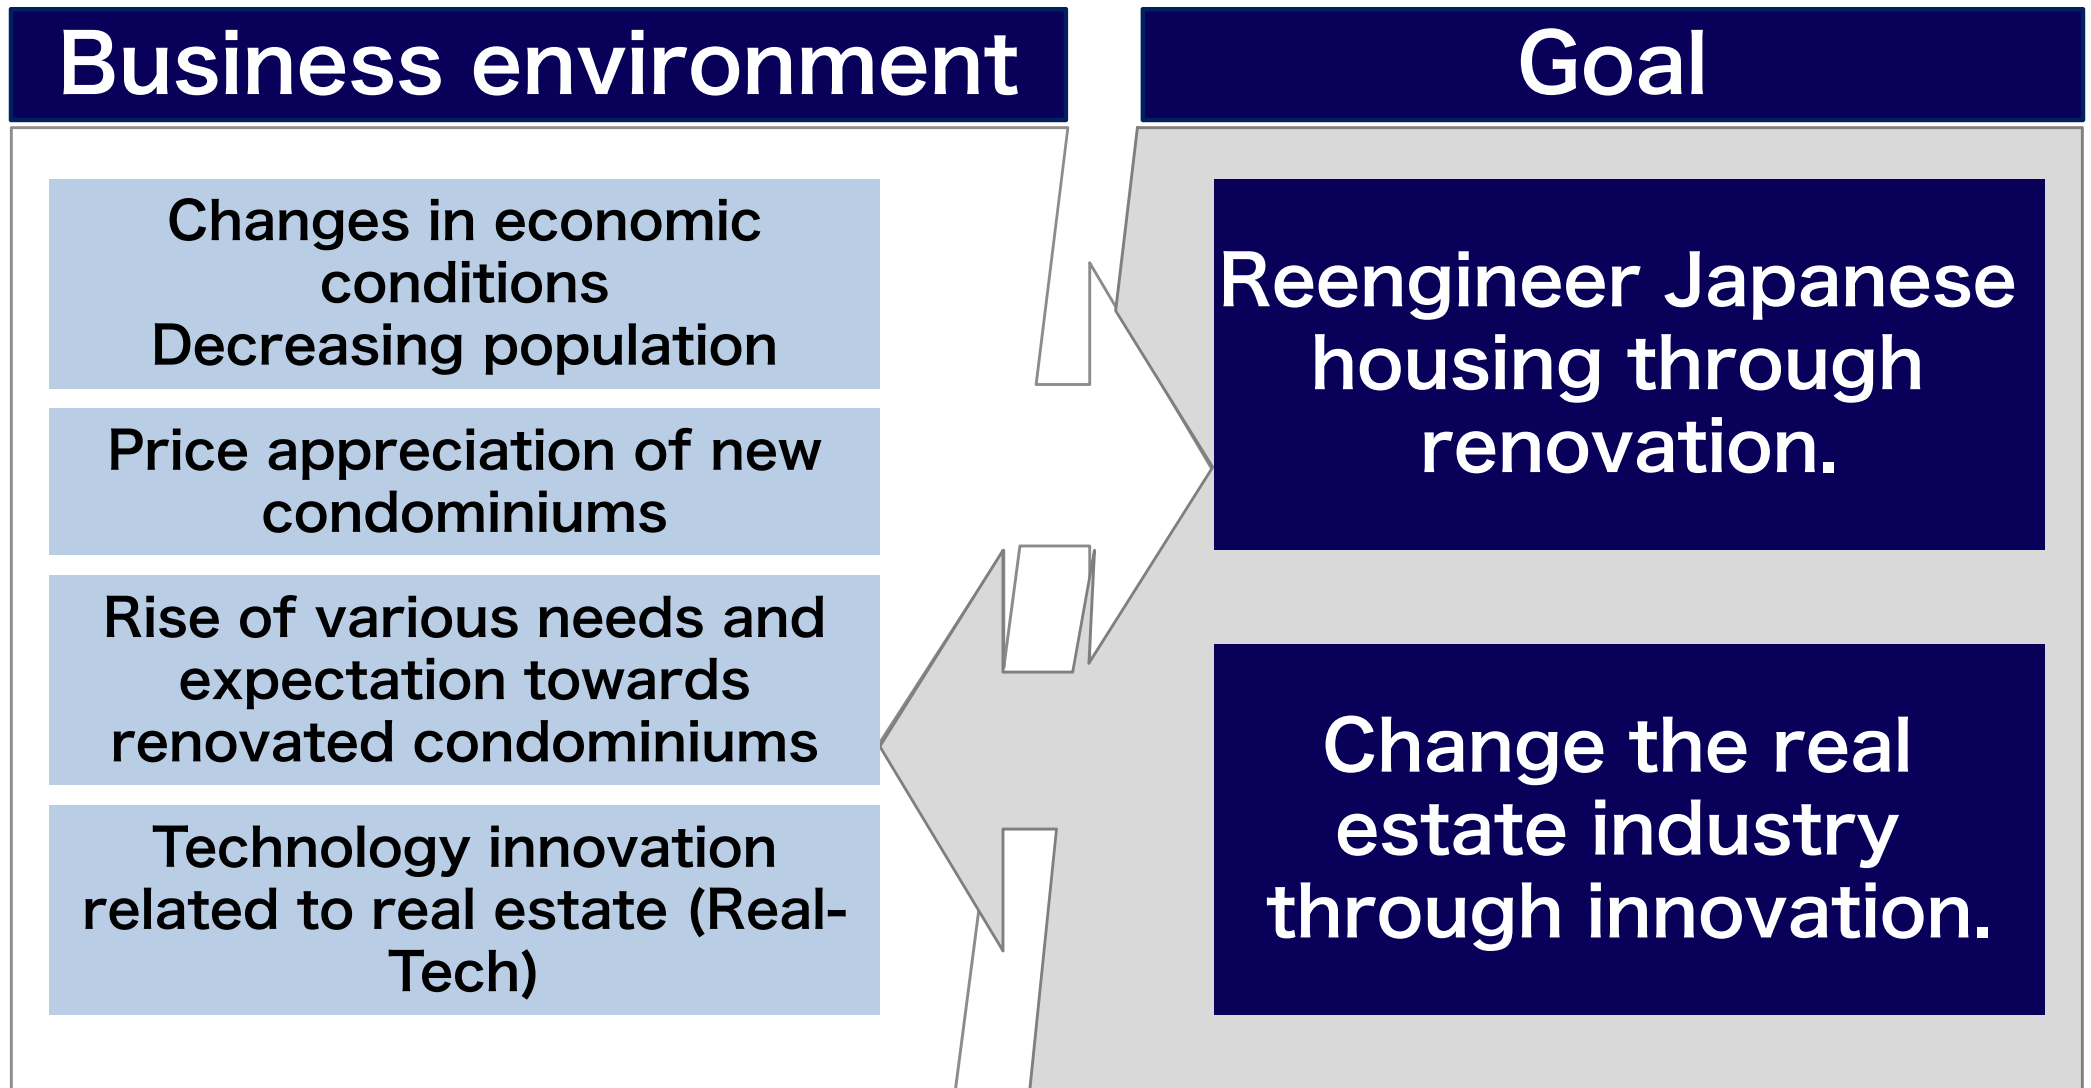 Business environment
Changes in economic
conditions
Decreasing population
Price appreciation of new
condominiums
Rise of various needs and
expectation towards
renovated condominiums
Technology innovation
related to real estate (Real-
Tech)
Goal
Reengineer Japanese
housing through
renovation.
Change the real
estate industry
through innovation.